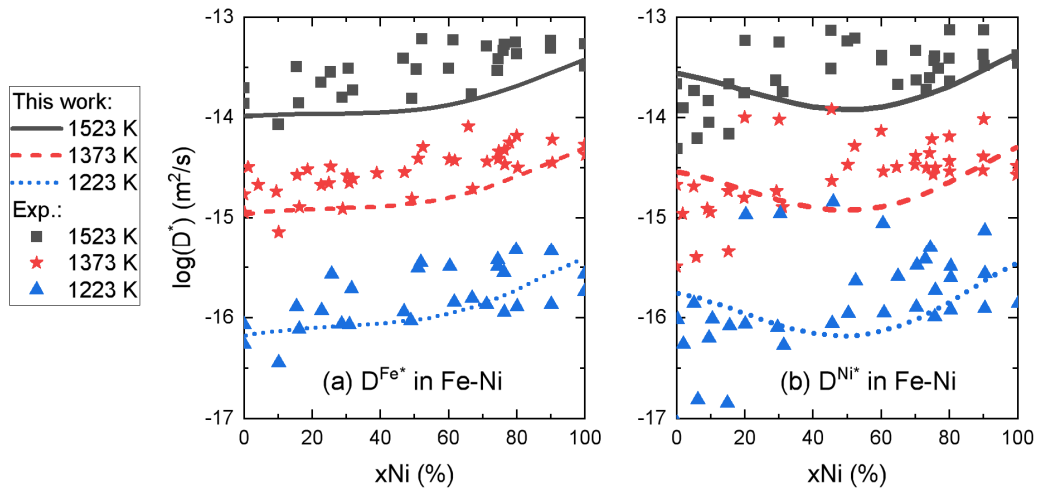 This work:
1523 K
1373 K
1223 K
Exp.:
1523 K
1373 K
1223 K
log(D*) (m²/s)
-13
-14
-15
-16
-17
(a) D^Fe* in Fe-Ni
0 20 40 60 80 100
xNi (%)
-13
-14
-15
-16
-17
(b) D^Ni* in Fe-Ni
0 20 40 60 80 100
xNi (%)